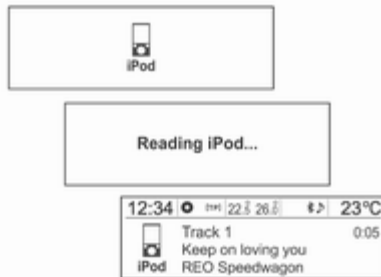 iPod
Reading iPod...
12:34 22.5 26.5 23°C
Track 1 0:05
Keep on loving you
iPod REO Speedwagon